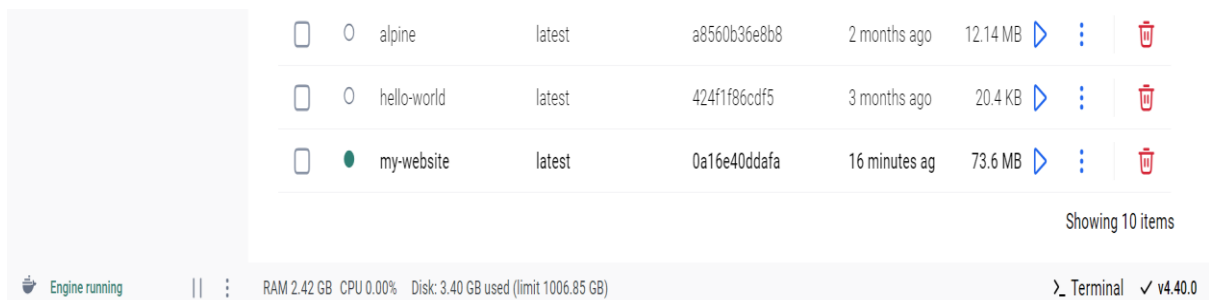 alpine latest a8560b36e8b8 2 months ago 12.14 MB
hello-world latest 424f1f86cdf5 3 months ago 20.4 KB
my-website latest 0a16e40ddafa 16 minutes ag 73.6 MB
Showing 10 items
Engine running RAM 2.42 GB CPU 0.00% Disk: 3.40 GB used (limit 1006.85 GB) >_ Terminal ✓ v4.40.0